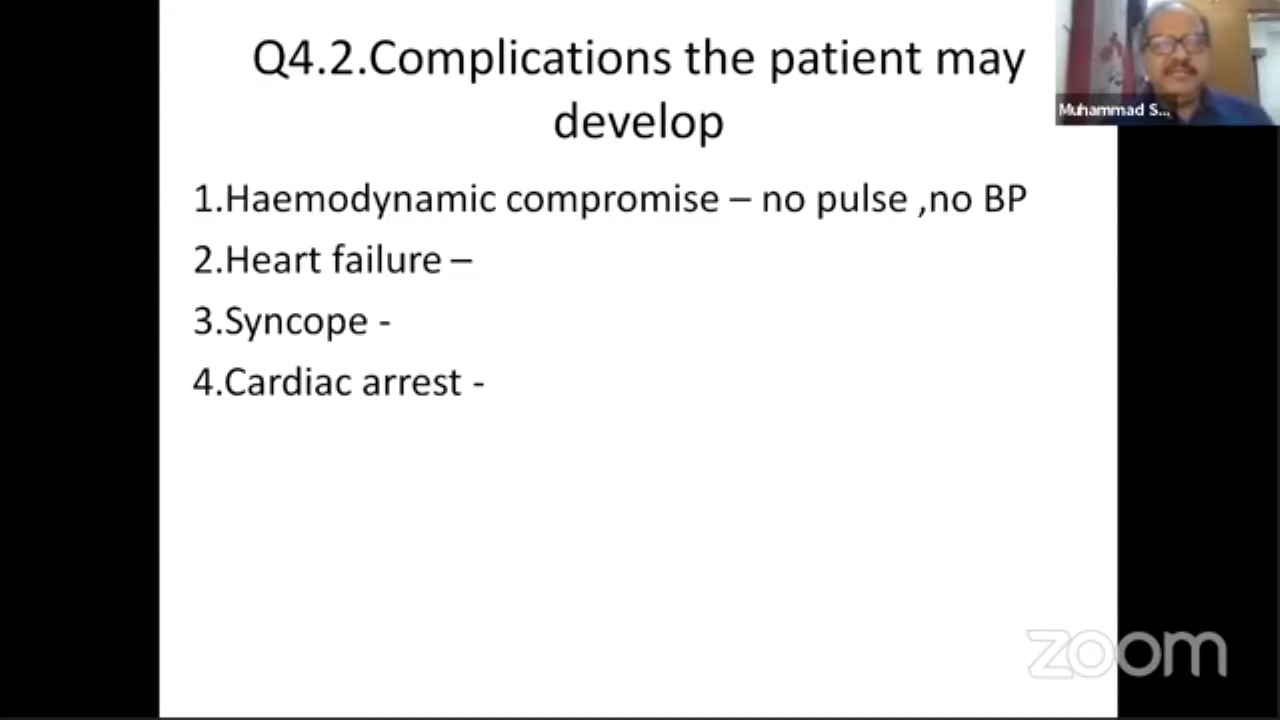 Q4.2.Complications the patient may
develop
Muhammad S...
1.Haemodynamic compromise – no pulse ,no BP
2.Heart failure –
3.Syncope -
4.Cardiac arrest -
zoom